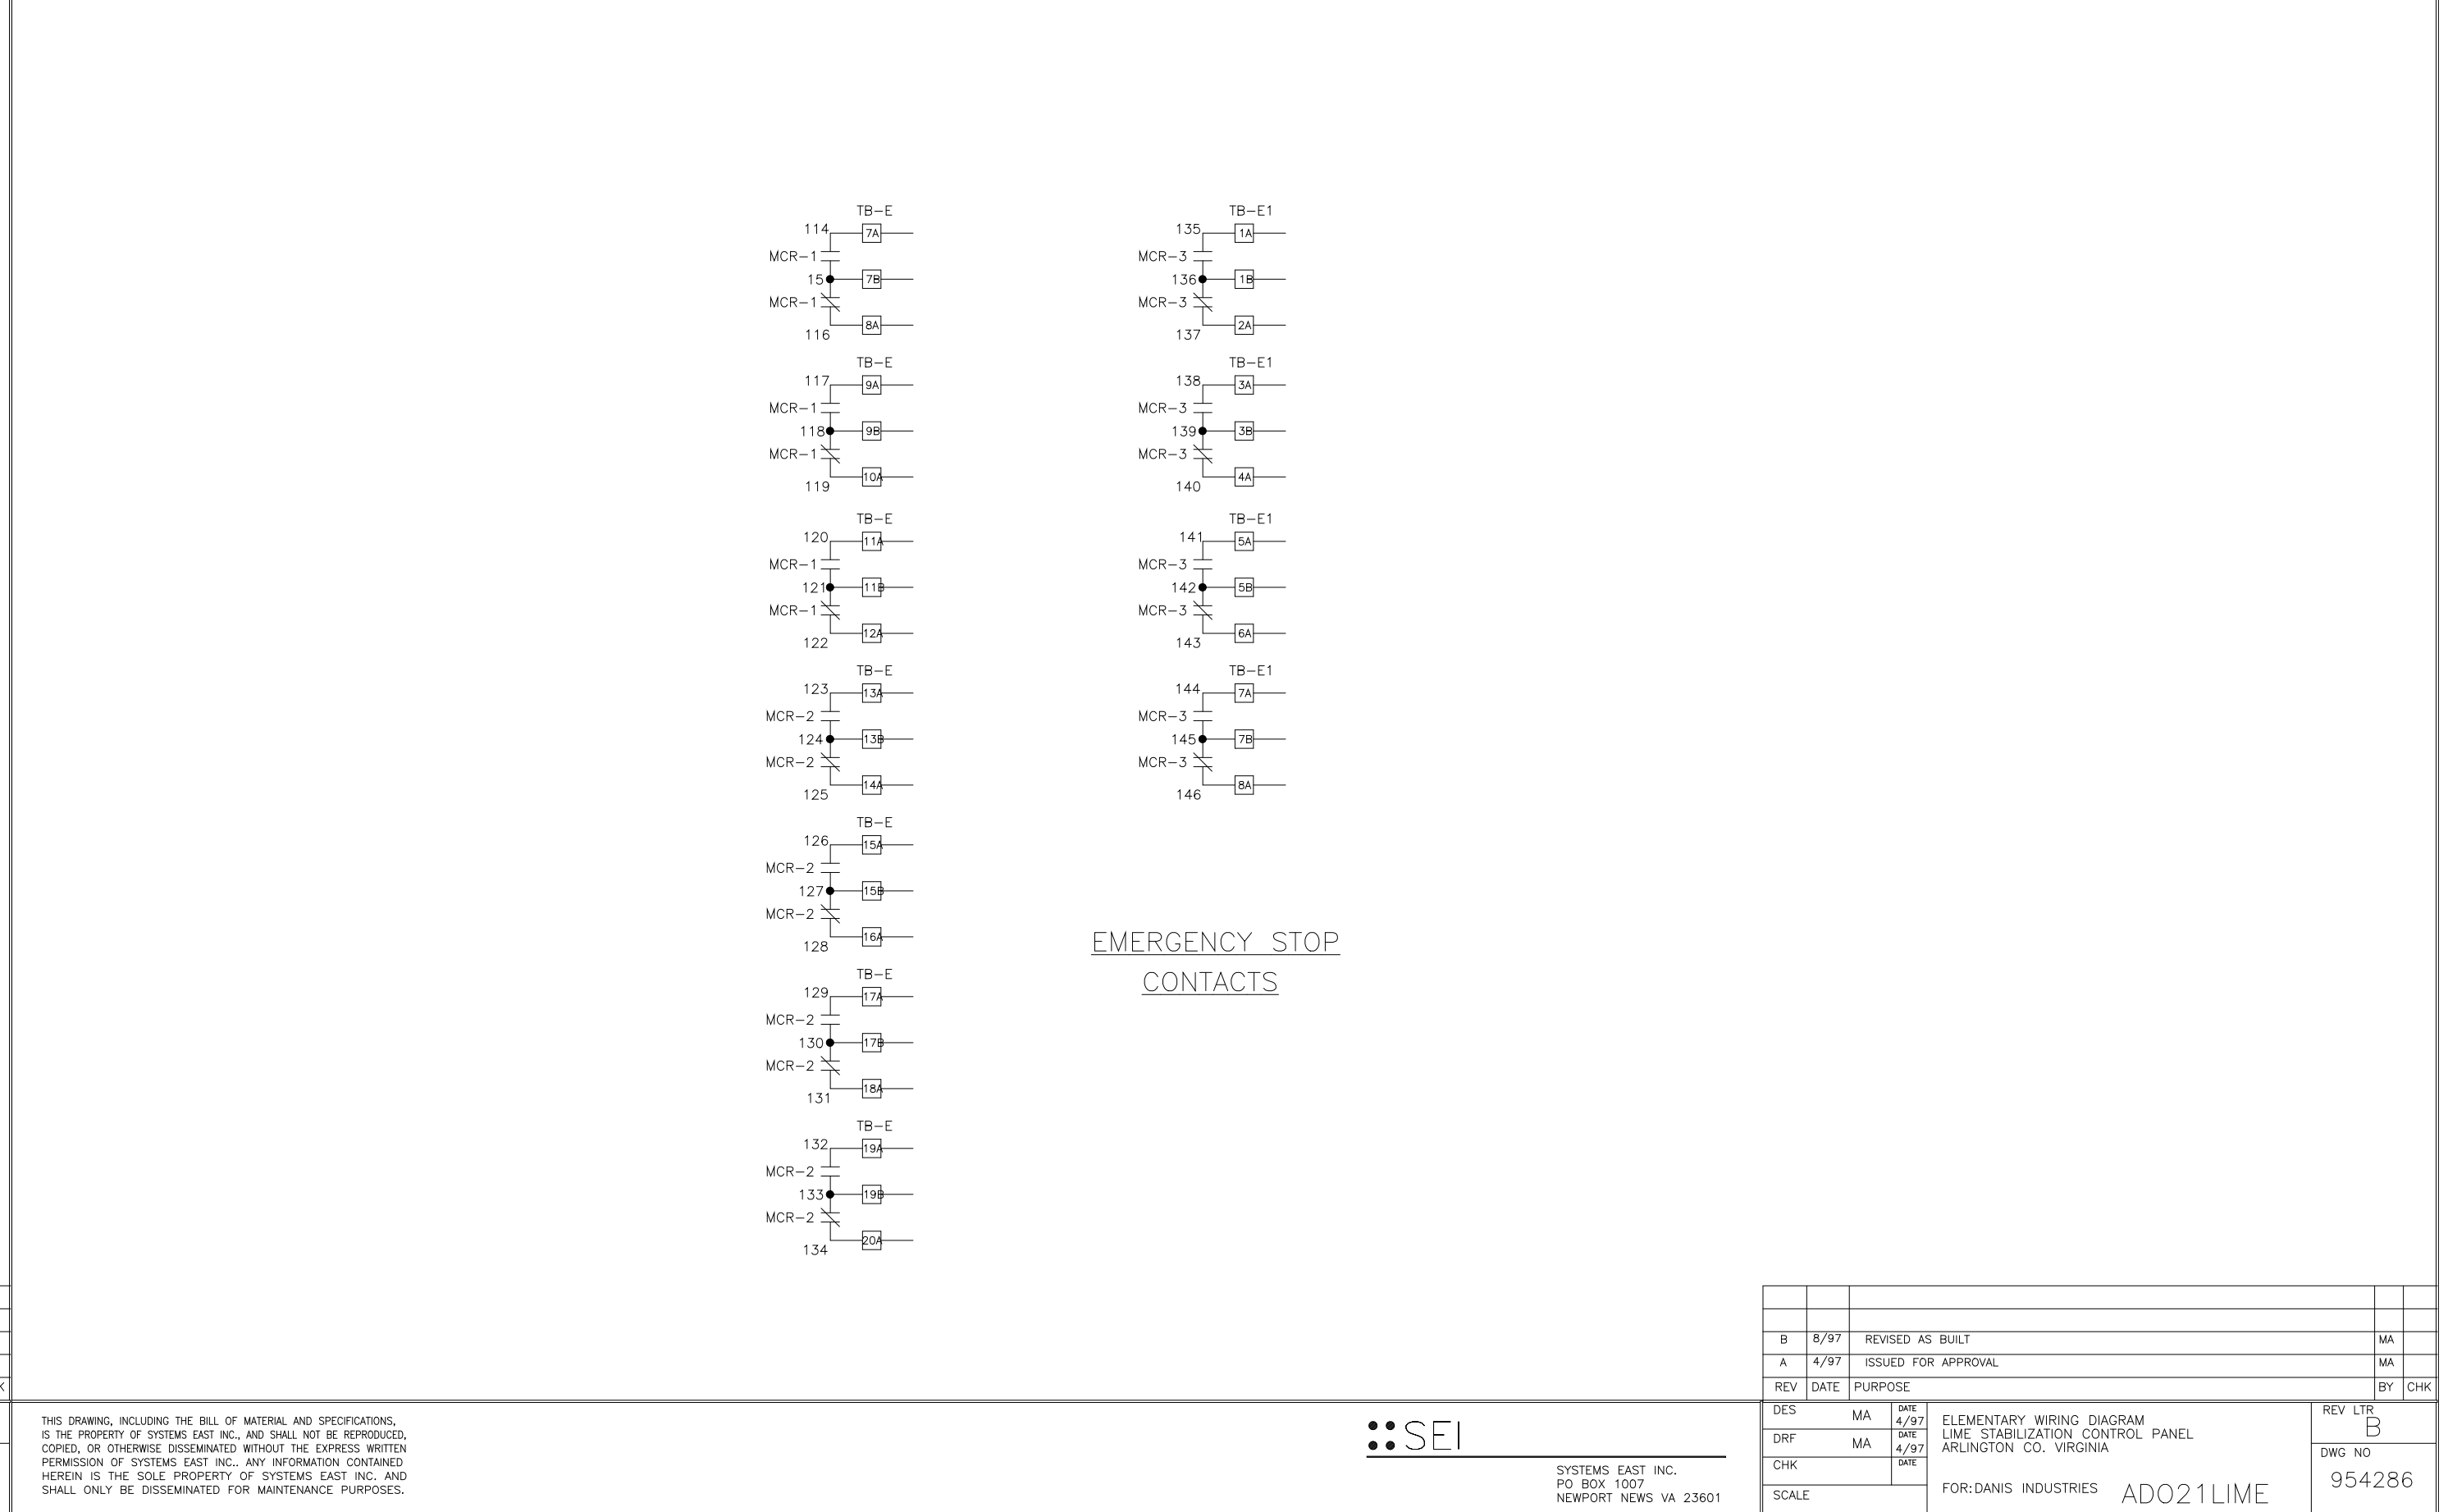 TB-E
114
7A
MCR-1
15
7B
MCR-1
116
8A
TB-E
117
9A
MCR-1
118
9B
MCR-1
119
10A
TB-E
120
11A
MCR-1
121
11B
MCR-1
122
12A
TB-E
123
13A
MCR-2
124
13B
MCR-2
125
14A
TB-E
126
15A
MCR-2
127
15B
MCR-2
128
16A
TB-E
129
17A
MCR-2
130
17B
MCR-2
131
18A
TB-E
132
19A
MCR-2
133
19B
MCR-2
134
20A
TB-E1
135
1A
MCR-3
136
1B
MCR-3
137
2A
TB-E1
138
3A
MCR-3
139
3B
MCR-3
140
4A
TB-E1
141
5A
MCR-3
142
5B
MCR-3
143
6A
TB-E1
144
7A
MCR-3
145
7B
MCR-3
146
8A
EMERGENCY STOP
CONTACTS
B 8/97 REVISED AS BUILT MA
A 4/97 ISSUED FOR APPROVAL MA
REV DATE PURPOSE BY CHK
THIS DRAWING, INCLUDING THE BILL OF MATERIAL AND SPECIFICATIONS,
IS THE PROPERTY OF SYSTEMS EAST INC., AND SHALL NOT BE REPRODUCED,
COPIED, OR OTHERWISE DISSEMINATED WITHOUT THE EXPRESS WRITTEN
PERMISSION OF SYSTEMS EAST INC.. ANY INFORMATION CONTAINED
HEREIN IS THE SOLE PROPERTY OF SYSTEMS EAST INC. AND
SHALL ONLY BE DISSEMINATED FOR MAINTENANCE PURPOSES.
SEI
SYSTEMS EAST INC.
PO BOX 1007
NEWPORT NEWS VA 23601
DES MA DATE 4/97
DRF MA DATE 4/97
CHK DATE
SCALE
ELEMENTARY WIRING DIAGRAM
LIME STABILIZATION CONTROL PANEL
ARLINGTON CO. VIRGINIA
FOR: DANIS INDUSTRIES ADO21LIME
REV LTR
B
DWG NO
954286